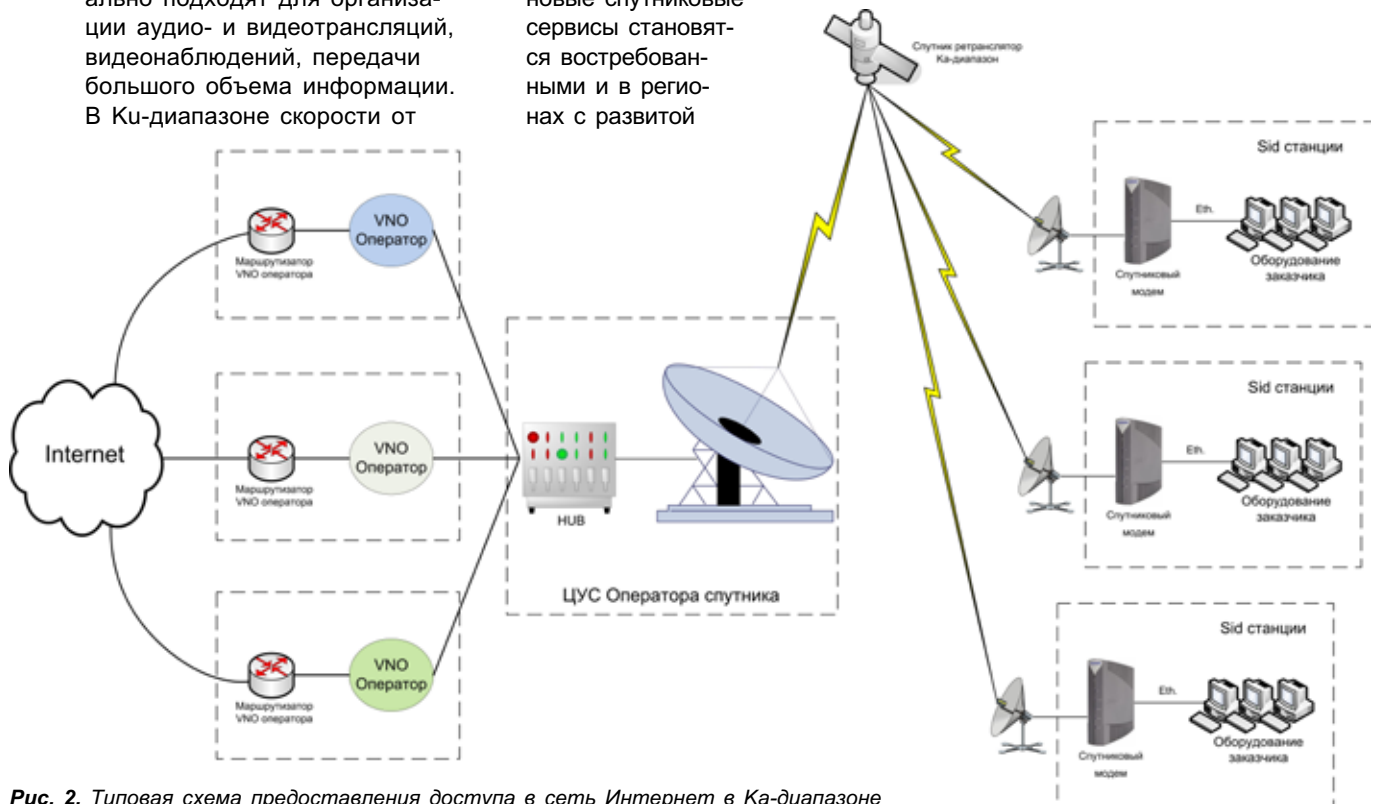 ально подходят для организа-
ции аудио- и видеотрансляций,
видеонаблюдений, передачи
большого объема информации.
В Ku-диапазоне скорости от
новые спутниковые
сервисы становят-
ся востребован-
ными и в регио-
нах с развитой
Спутник ретранслятор
Ka-диапазон
VNO
Оператор
Маршрутизатор
VNO оператора
Internet
VNO
Оператор
Маршрутизатор
VNO оператора
VNO
Оператор
Маршрутизатор
VNO оператора
HUB
ЦУС Оператора спутника
Sid станции
Eth.
Спутниковый
модем
Оборудование
заказчика
Sid станции
Eth.
Спутниковый
модем
Оборудование
заказчика
Sid станции
Eth.
Спутниковый
модем
Оборудование
заказчика
Рис. 2. Типовая схема предоставления доступа в сеть Интернет в Ka-диапазоне